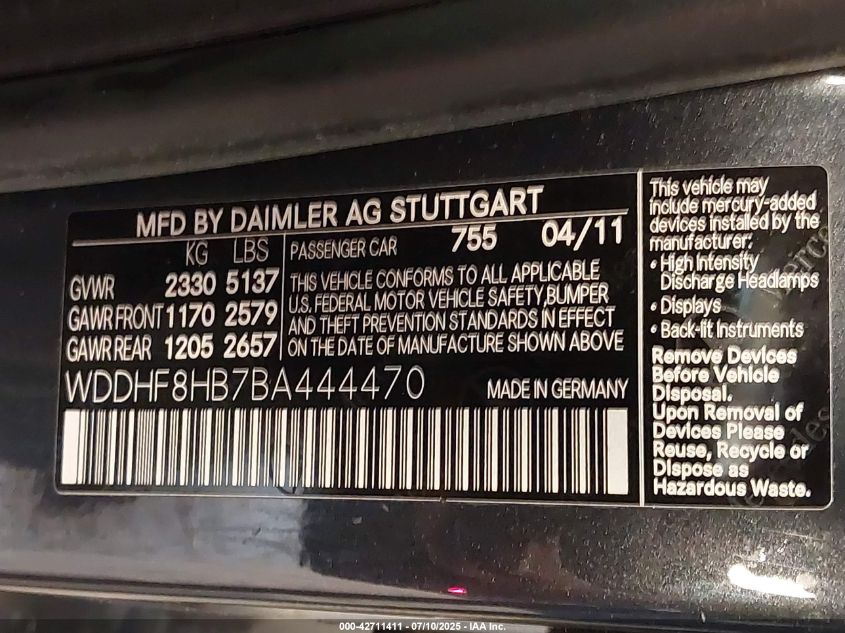 MFD BY DAIMLER AG STUTTGART
KG LBS
GVWR 2330 5137
GAWR FRONT 1170 2579
GAWR REAR 1205 2657
PASSENGER CAR 755 04/11
THIS VEHICLE CONFORMS TO ALL APPLICABLE
U.S. FEDERAL MOTOR VEHICLE SAFETY,BUMPER
AND THEFT PREVENTION STANDARDS IN EFFECT
ON THE DATE OF MANUFACTURE SHOWN ABOVE
WDDHF8HB7BA444470 MADE IN GERMANY
This vehicle may
include mercury-added
devices installed by the
manufacturer:
• High Intensity
Discharge Headlamps
• Displays
• Back-lit Instruments
Remove Devices
Before Vehicle
Disposal.
Upon Removal of
Devices Please
Reuse, Recycle or
Dispose as
Hazardous Waste.
000-42711411 - 07/10/2025 - IAA Inc.